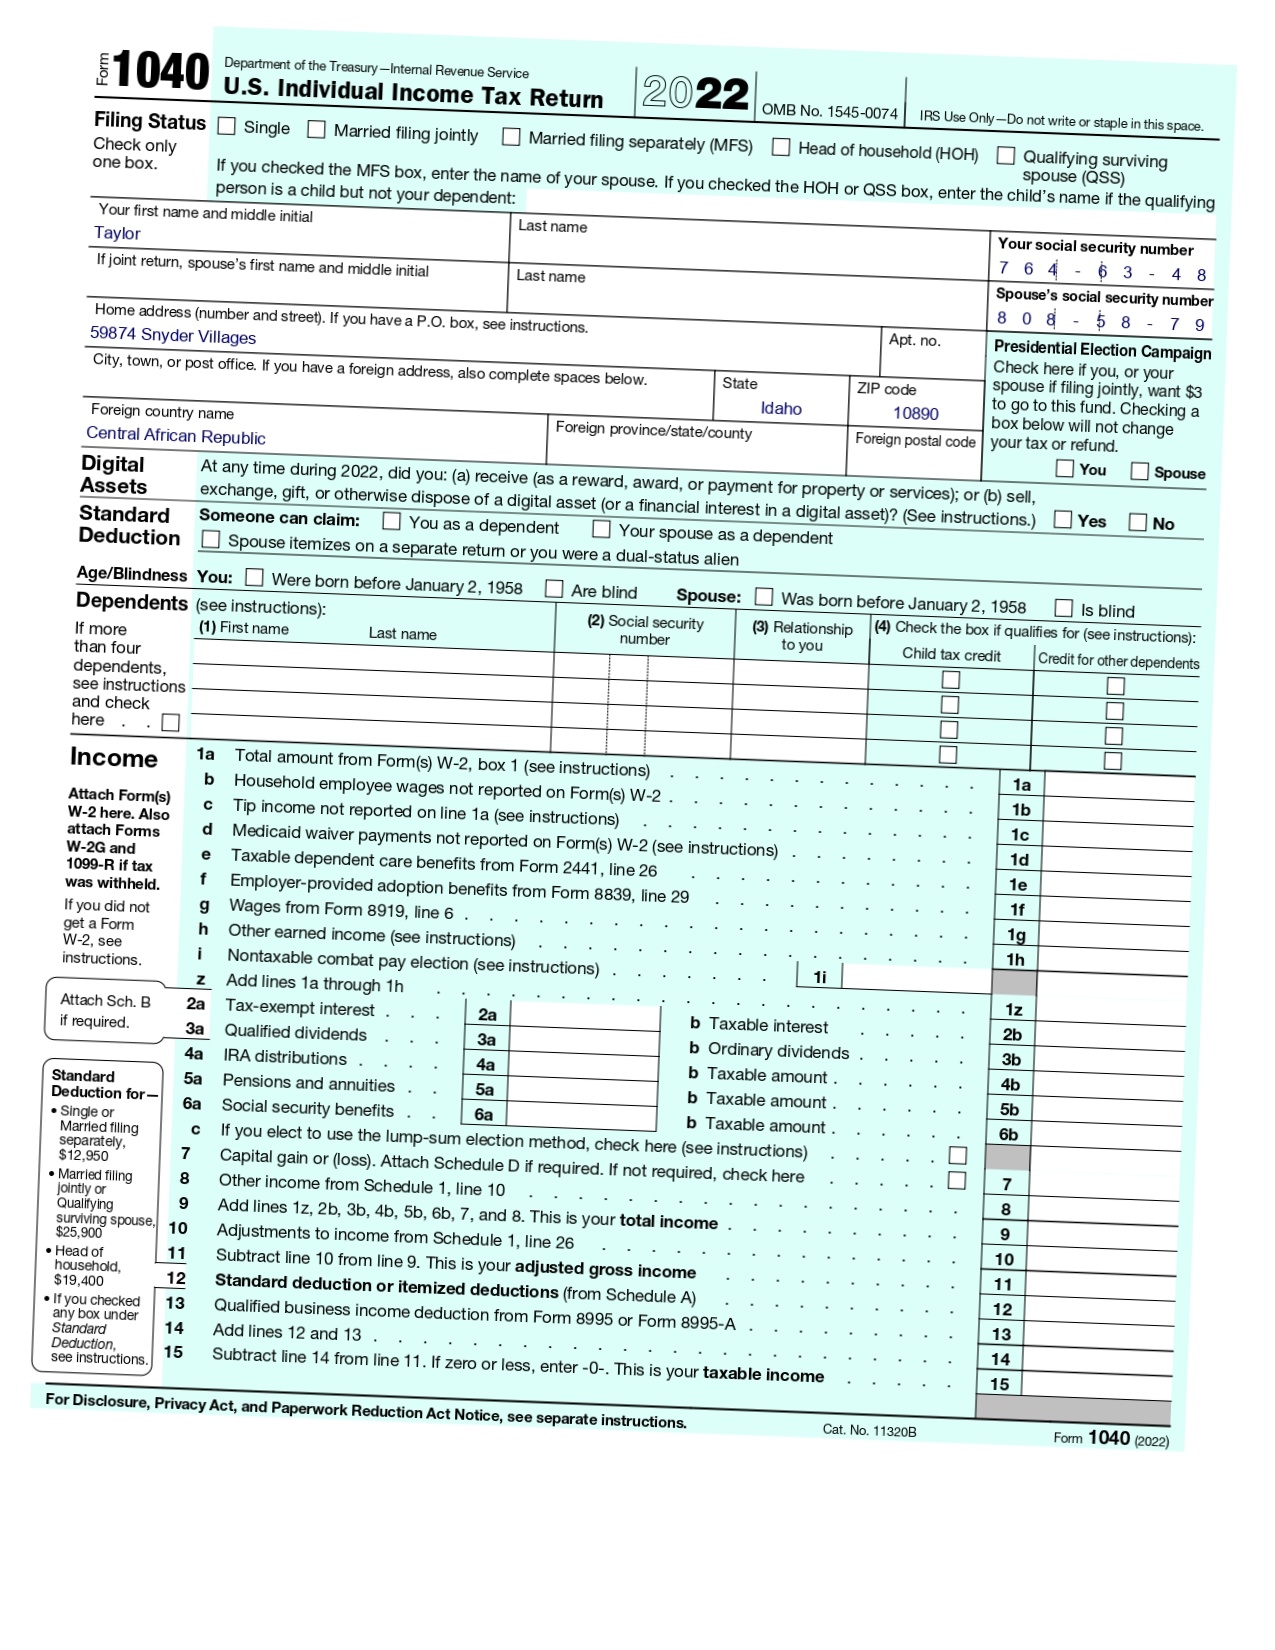 Form 1040 Department of the Treasury—Internal Revenue Service
U.S. Individual Income Tax Return 2022 OMB No. 1545-0074 IRS Use Only—Do not write or staple in this space.
Filing Status Single Married filing jointly Married filing separately (MFS) Head of household (HOH) Qualifying surviving spouse (QSS)
Check only one box.
If you checked the MFS box, enter the name of your spouse. If you checked the HOH or QSS box, enter the child's name if the qualifying
person is a child but not your dependent:
Your first name and middle initial Last name Your social security number
Taylor 7 6 4 - 6 3 - 4 8
If joint return, spouse's first name and middle initial Last name Spouse's social security number
8 0 8 - 5 8 - 7 9
Home address (number and street). If you have a P.O. box, see instructions. Apt. no.
59874 Snyder Villages
City, town, or post office. If you have a foreign address, also complete spaces below. State ZIP code
Idaho 10890
Foreign country name Foreign province/state/county Foreign postal code
Central African Republic
Presidential Election Campaign
Check here if you, or your
spouse if filing jointly, want $3
to go to this fund. Checking a
box below will not change
your tax or refund.
You Spouse
Digital Assets
At any time during 2022, did you: (a) receive (as a reward, award, or payment for property or services); or (b) sell,
exchange, gift, or otherwise dispose of a digital asset (or a financial interest in a digital asset)? (See instructions.) Yes No
Standard Deduction
Someone can claim: You as a dependent Your spouse as a dependent
Spouse itemizes on a separate return or you were a dual-status alien
Age/Blindness You: Were born before January 2, 1958 Are blind Spouse: Was born before January 2, 1958 Is blind
Dependents (see instructions): (2) Social security number (3) Relationship to you (4) Check the box if qualifies for (see instructions):
(1) First name Last name Child tax credit Credit for other dependents
If more
than four
dependents,
see instructions
and check
here . .
Income
Attach Form(s)
W-2 here. Also
attach Forms
W-2G and
1099-R if tax
was withheld.
If you did not
get a Form
W-2, see
instructions.
1a Total amount from Form(s) W-2, box 1 (see instructions) 1a
b Household employee wages not reported on Form(s) W-2 1b
c Tip income not reported on line 1a (see instructions) 1c
d Medicaid waiver payments not reported on Form(s) W-2 (see instructions) 1d
e Taxable dependent care benefits from Form 2441, line 26 1e
f Employer-provided adoption benefits from Form 8839, line 29 1f
g Wages from Form 8919, line 6 1g
h Other earned income (see instructions) 1h
i Nontaxable combat pay election (see instructions) 1i
z Add lines 1a through 1h 1z
Attach Sch. B
if required.
2a Tax-exempt interest 2a b Taxable interest 2b
3a Qualified dividends 3a b Ordinary dividends 3b
4a IRA distributions 4a b Taxable amount 4b
5a Pensions and annuities 5a b Taxable amount 5b
6a Social security benefits 6a b Taxable amount 6b
c If you elect to use the lump-sum election method, check here (see instructions)
7 Capital gain or (loss). Attach Schedule D if required. If not required, check here 7
8 Other income from Schedule 1, line 10 8
9 Add lines 1z, 2b, 3b, 4b, 5b, 6b, 7, and 8. This is your total income 9
10 Adjustments to income from Schedule 1, line 26 10
11 Subtract line 10 from line 9. This is your adjusted gross income 11
12 Standard deduction or itemized deductions (from Schedule A) 12
13 Qualified business income deduction from Form 8995 or Form 8995-A 13
14 Add lines 12 and 13 14
15 Subtract line 14 from line 11. If zero or less, enter -0-. This is your taxable income 15
Standard
Deduction for—
• Single or
Married filing
separately,
$12,950
• Married filing
jointly or
Qualifying
surviving spouse,
$25,900
• Head of
household,
$19,400
• If you checked
any box under
Standard
Deduction,
see instructions.
For Disclosure, Privacy Act, and Paperwork Reduction Act Notice, see separate instructions. Cat. No. 11320B Form 1040 (2022)